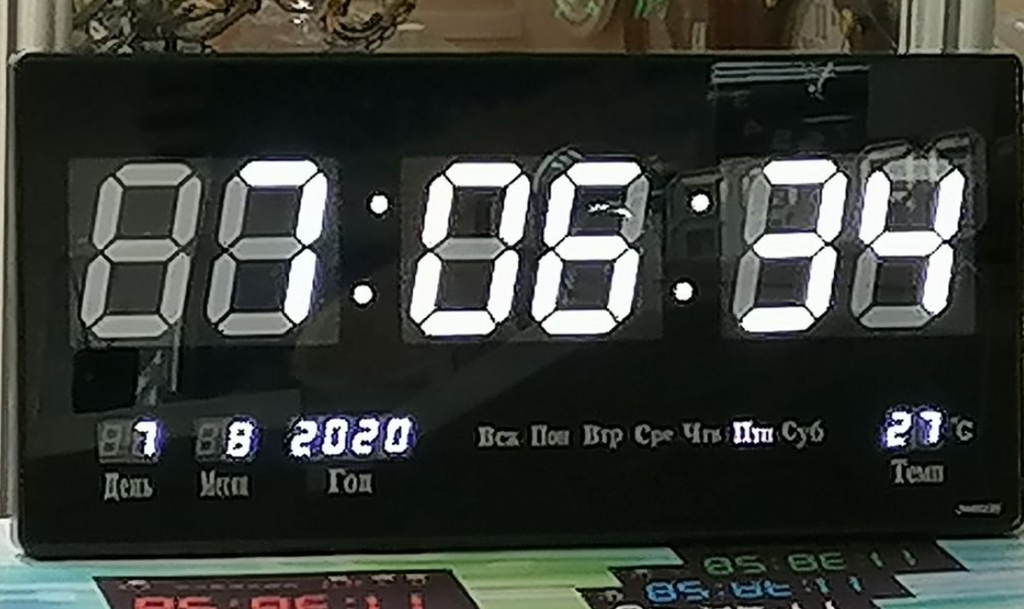 7:06:34
7 8 2020 Вск Пон Втр Сре Чтв Птн Суб 27 °C
День Месяц Год Темп